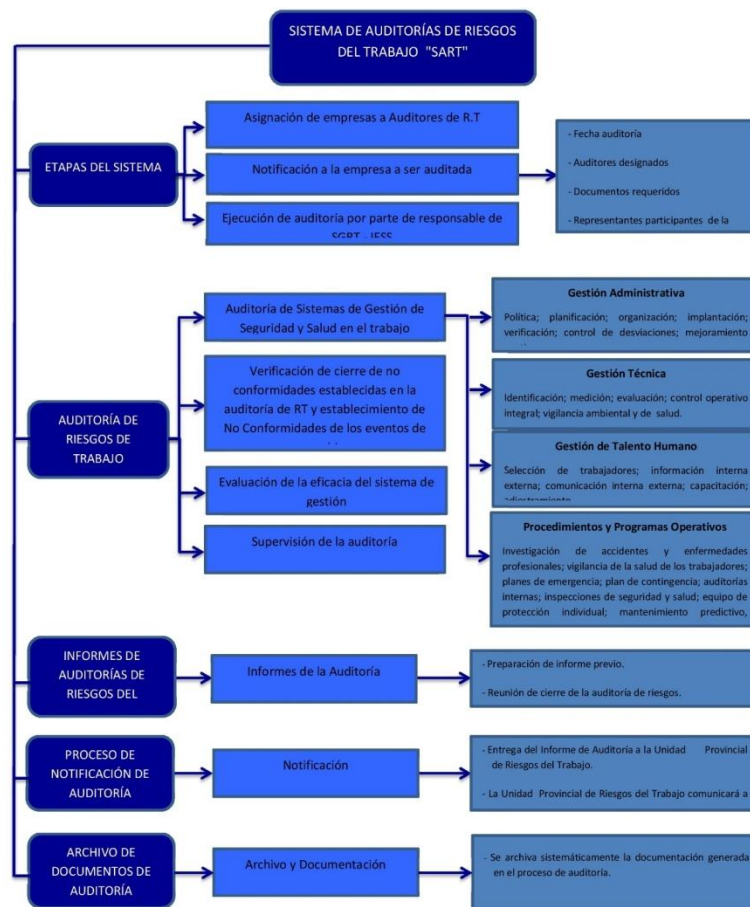 SISTEMA DE AUDITORÍAS DE RIESGOS
DEL TRABAJO "SART"
ETAPAS DEL SISTEMA
Asignación de empresas a Auditores de R.T
Notificación a la empresa a ser auditada
Ejecución de auditoría por parte de responsable de
SGRT - IESS
- Fecha auditoría
- Auditores designados
- Documentos requeridos
- Representantes participantes de la
AUDITORÍA DE
RIESGOS DE
TRABAJO
Auditoría de Sistemas de Gestión de
Seguridad y Salud en el trabajo
Verificación de cierre de no
conformidades establecidas en la
auditoría de RT y establecimiento de
No Conformidades de los eventos de
Evaluación de la eficacia del sistema de
gestión
Supervisión de la auditoría
Gestión Administrativa
Política; planificación; organización; implantación;
verificación; control de desviaciones; mejoramiento
Gestión Técnica
Identificación; medición; evaluación; control operativo
integral; vigilancia ambiental y de salud.
Gestión de Talento Humano
Selección de trabajadores; información interna
externa; comunicación interna externa; capacitación;
adiestramiento
Procedimientos y Programas Operativos
Investigación de accidentes y enfermedades
profesionales; vigilancia de la salud de los trabajadores;
planes de emergencia; plan de contingencia; auditorías
internas; inspecciones de seguridad y salud; equipo de
protección individual; mantenimiento predictivo,
INFORMES DE
AUDITORÍAS DE
RIESGOS DEL
Informes de la Auditoría
- Preparación de informe previo.
- Reunión de cierre de la auditoría de riesgos.
PROCESO DE
NOTIFICACIÓN DE
AUDITORÍA
Notificación
- Entrega del Informe de Auditoría a la Unidad Provincial
de Riesgos del Trabajo.
- La Unidad Provincial de Riesgos del Trabajo comunicará a
ARCHIVO DE
DOCUMENTOS DE
AUDITORÍA
Archivo y Documentación
- Se archiva sistemáticamente la documentación generada
en el proceso de auditoría.